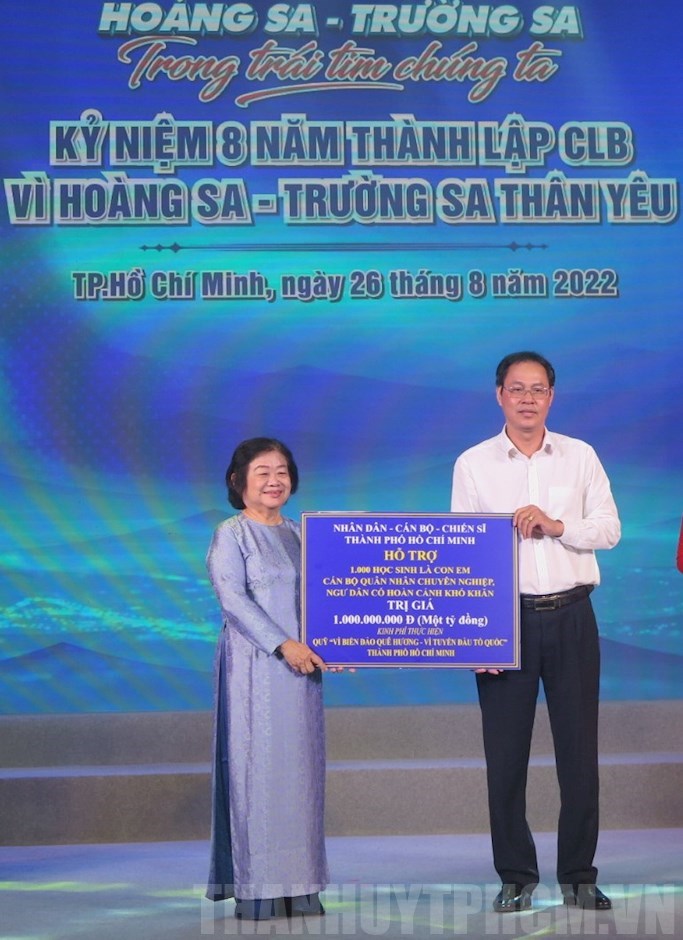 HOÀNG SA - TRƯỜNG SA
Trong trái tim chúng ta
KỶ NIỆM 8 NĂM THÀNH LẬP CLB
VÌ HOÀNG SA - TRƯỜNG SA THÂN YÊU
TP.Hồ Chí Minh, ngày 26 tháng 8 năm 2022
NHÂN DÂN - CÁN BỘ - CHIẾN SĨ
THÀNH PHỐ HỒ CHÍ MINH
HỖ TRỢ
1.000 HỌC SINH LÀ CON EM
CÁN BỘ QUÂN NHÂN CHUYÊN NGHIỆP,
NGƯ DÂN CÓ HOÀN CẢNH KHÓ KHĂN
TRỊ GIÁ
1.000.000.000 Đ (Một tỷ đồng)
KINH PHÍ THỰC HIỆN
QUỸ "VÌ BIỂN ĐẢO QUÊ HƯƠNG - VÌ TUYẾN ĐẦU TỔ QUỐC"
THÀNH PHỐ HỒ CHÍ MINH
THANHUYTPHCM.VN